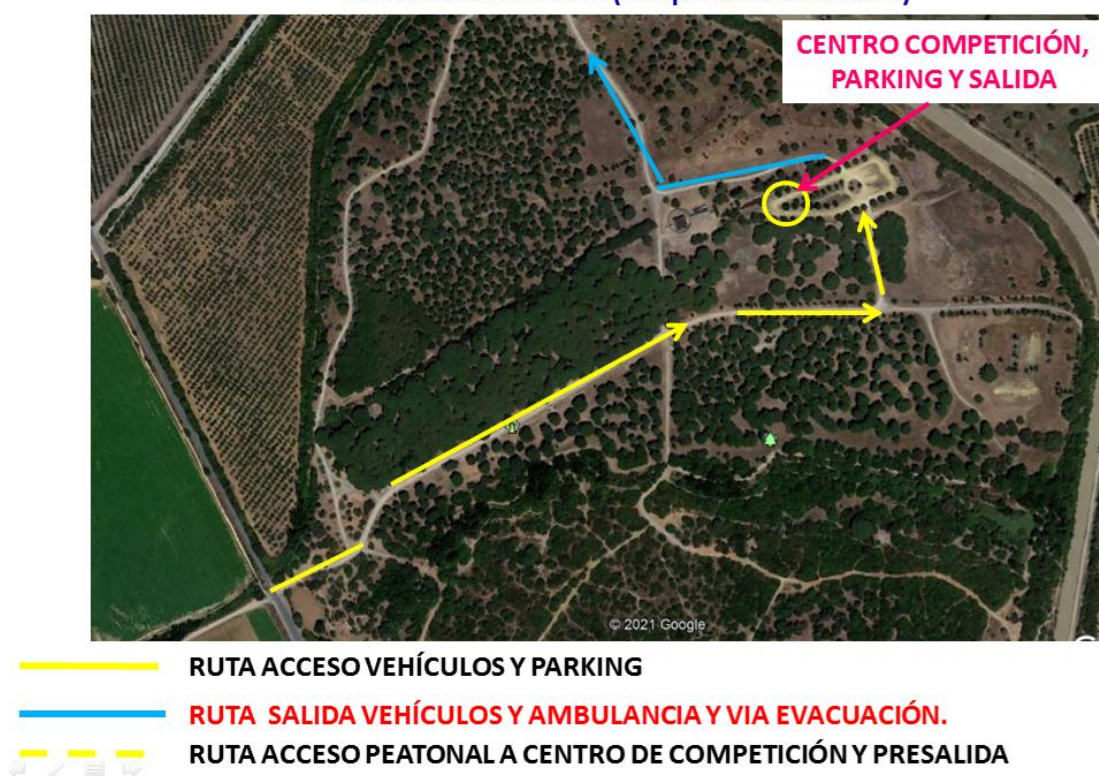 CENTRO COMPETICIÓN,
PARKING Y SALIDA
© 2021 Google
RUTA ACCESO VEHÍCULOS Y PARKING
RUTA SALIDA VEHÍCULOS Y AMBULANCIA Y VIA EVACUACIÓN.
RUTA ACCESO PEATONAL A CENTRO DE COMPETICIÓN Y PRESALIDA